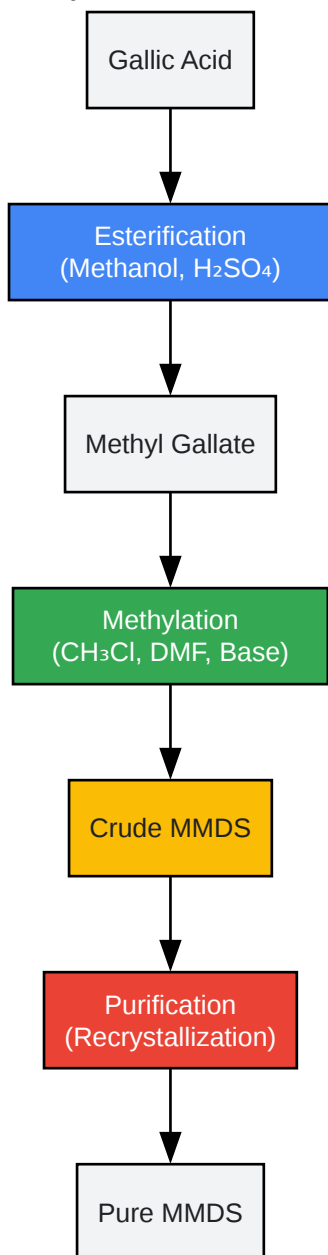 Gallic Acid
Esterification
(Methanol, H₂SO₄)
Methyl Gallate
Methylation
(CH₃Cl, DMF, Base)
Crude MMDS
Purification
(Recrystallization)
Pure MMDS